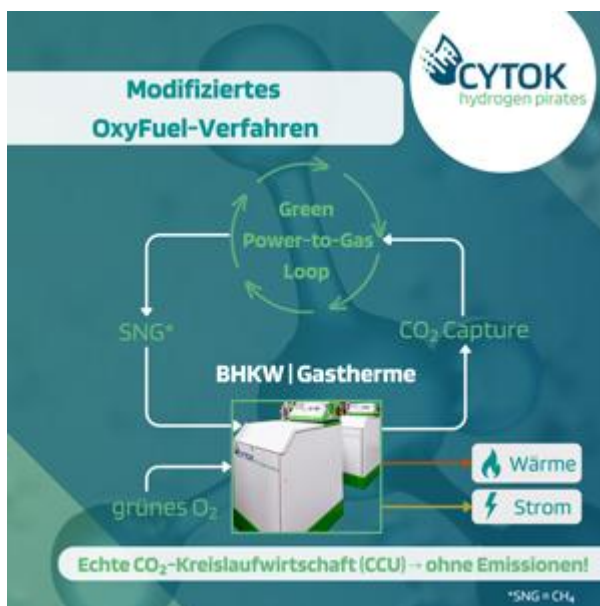 CYTOK
hydrogen pirates
Modifiziertes
OxyFuel-Verfahren
Green
Power-to-Gas
Loop
SNG*
CO₂ Capture
BHKW | Gastherme
CYTOK
Wärme
grünes O₂
Strom
Echte CO₂-Kreislaufwirtschaft (CCU) → ohne Emissionen!
*SNG = CH₄